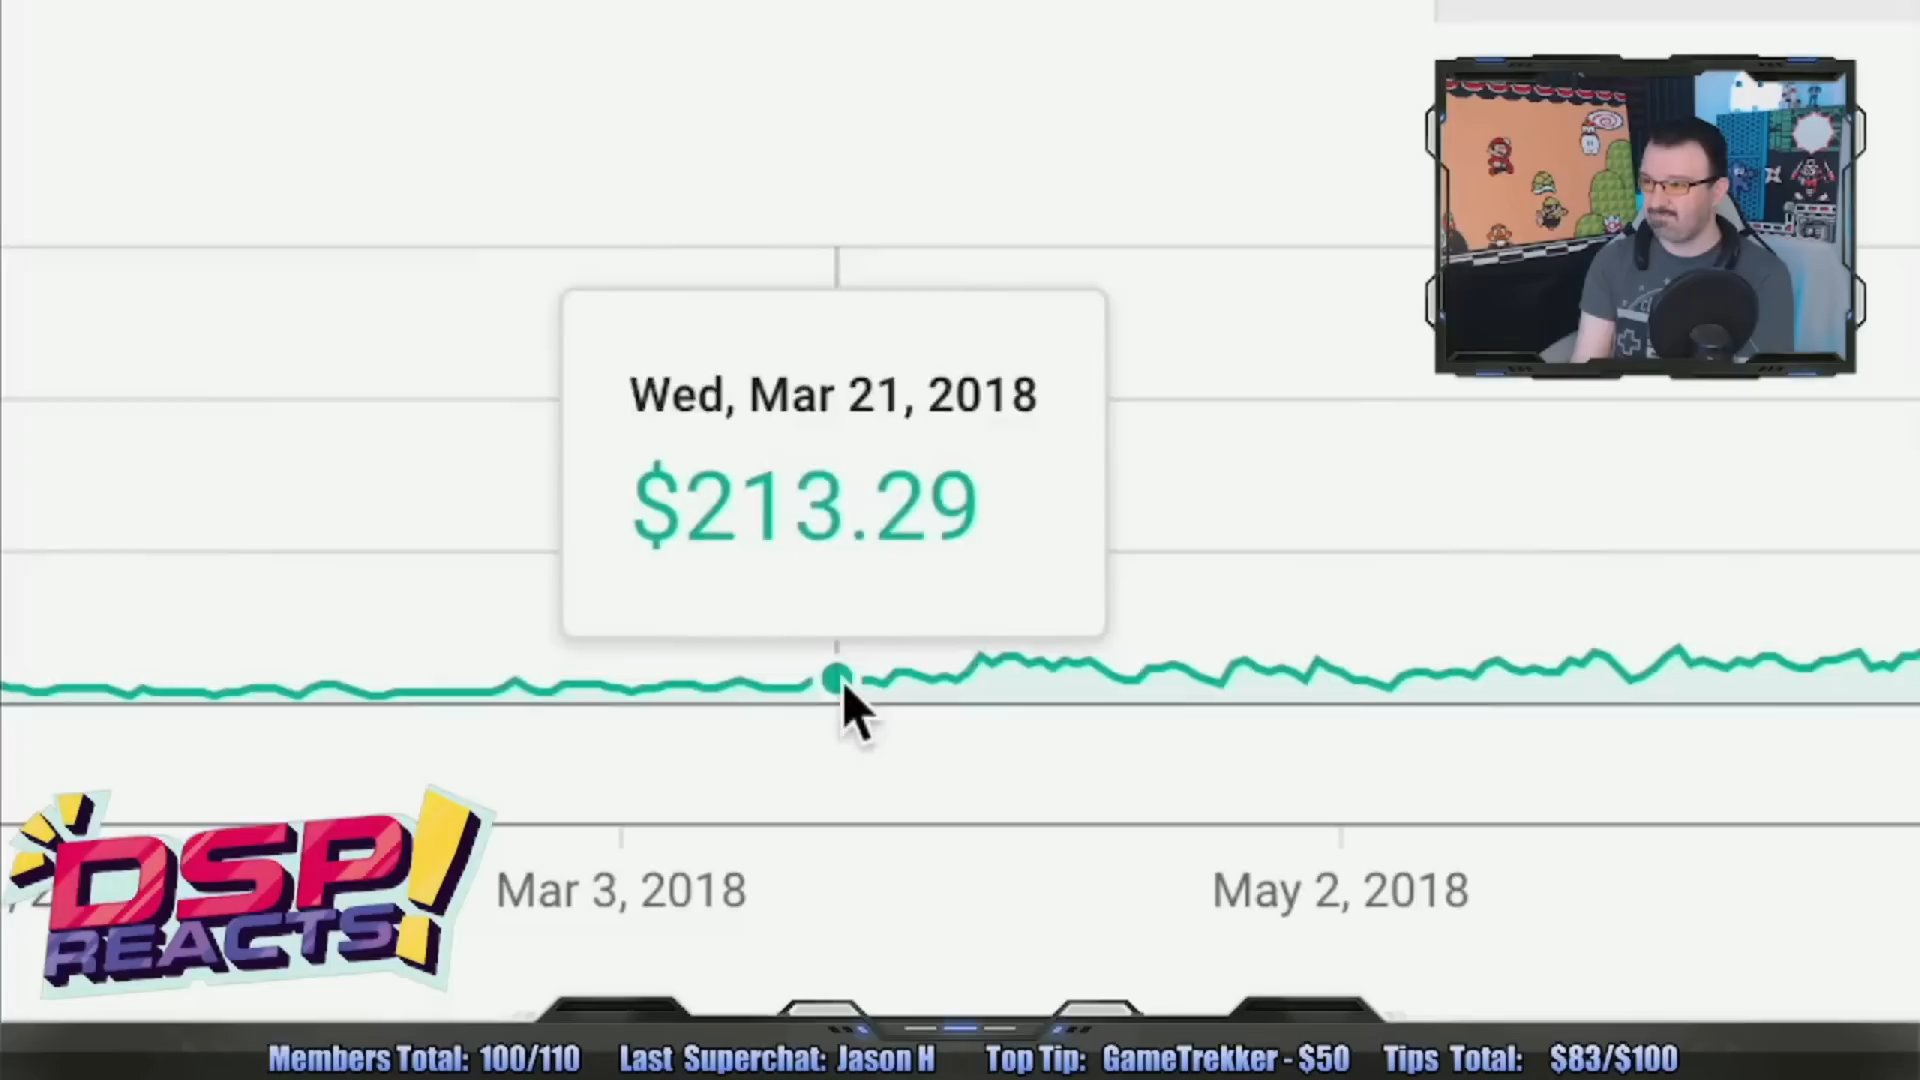 Wed, Mar 21, 2018
$213.29
Mar 3, 2018
May 2, 2018
DSP
REACTS!
Members Total: 100/110 Last Superchat: Jason H Top Tip: GameTrekker - $50 Tips Total: $83/$100